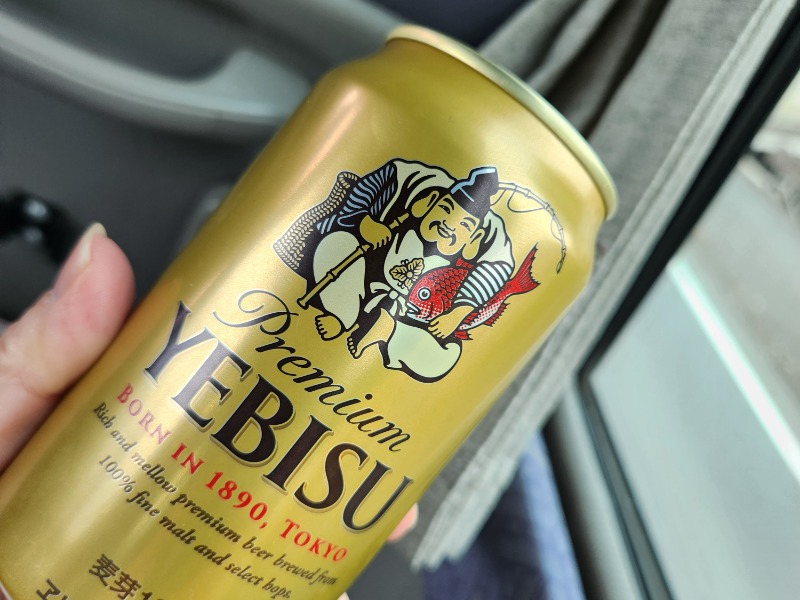 Premium
YEBISU
BORN IN 1890, TOKYO
Rich and mellow premium beer brewed from
100% fine malts and select hops.
麦芽